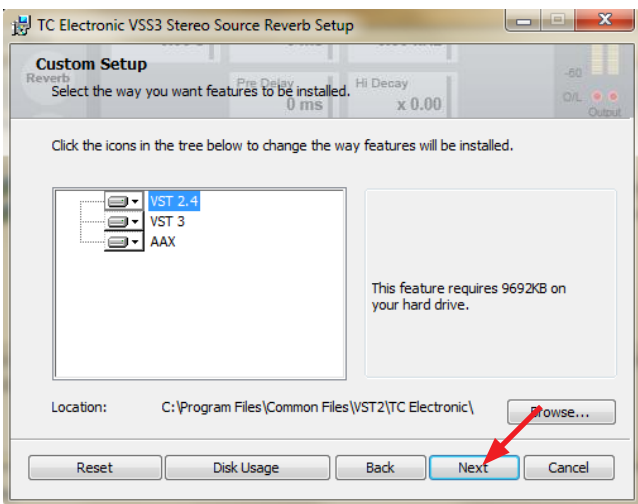 TC Electronic VSS3 Stereo Source Reverb Setup
Custom Setup
Reverb
Select the way you want features to be installed.
Pre Delay
0 ms
Hi Decay
x 0.00
-60
O/L
Output
Click the icons in the tree below to change the way features will be installed.
VST 2.4
VST 3
AAX
This feature requires 9692KB on
your hard drive.
Location: C:\Program Files\Common Files\VST2\TC Electronic\ Browse...
Reset Disk Usage Back Next Cancel